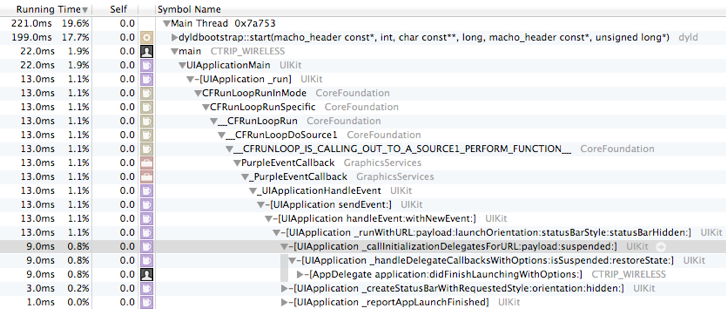 Running Time▼ Self Symbol Name
221.0ms 19.6% 0.0 ▼Main Thread 0x7a753
199.0ms 17.7% 0.0 ▶dyldbootstrap::start(macho_header const*, int, char const**, long, macho_header const*, unsigned long*) dyld
22.0ms 1.9% 0.0 ▼main CTRIP_WIRELESS
22.0ms 1.9% 0.0 ▼UIApplicationMain UIKit
13.0ms 1.1% 0.0 ▼-[UIApplication _run] UIKit
13.0ms 1.1% 0.0 ▼CFRunLoopRunInMode CoreFoundation
13.0ms 1.1% 0.0 ▼CFRunLoopRunSpecific CoreFoundation
13.0ms 1.1% 0.0 ▼__CFRunLoopRun CoreFoundation
13.0ms 1.1% 0.0 ▼__CFRunLoopDoSource1 CoreFoundation
13.0ms 1.1% 0.0 ▼__CFRUNLOOP_IS_CALLING_OUT_TO_A_SOURCE1_PERFORM_FUNCTION__ CoreFoundation
13.0ms 1.1% 0.0 ▼PurpleEventCallback GraphicsServices
13.0ms 1.1% 0.0 ▼_PurpleEventCallback GraphicsServices
13.0ms 1.1% 0.0 ▼_UIApplicationHandleEvent UIKit
13.0ms 1.1% 0.0 ▼-[UIApplication sendEvent:] UIKit
13.0ms 1.1% 0.0 ▼-[UIApplication handleEvent:withNewEvent:] UIKit
13.0ms 1.1% 0.0 ▼-[UIApplication _runWithURL:payload:launchOrientation:statusBarStyle:statusBarHidden:] UIKit
9.0ms 0.8% 0.0 ▼-[UIApplication _callInitializationDelegatesForURL:payload:suspended:] UIKit
9.0ms 0.8% 0.0 ▼-[UIApplication _handleDelegateCallbacksWithOptions:isSuspended:restoreState:] UIKit
9.0ms 0.8% 0.0 ▶-[AppDelegate application:didFinishLaunchingWithOptions:] CTRIP_WIRELESS
3.0ms 0.2% 0.0 ▶-[UIApplication _createStatusBarWithRequestedStyle:orientation:hidden:] UIKit
1.0ms 0.0% 0.0 ▶-[UIApplication _reportAppLaunchFinished] UIKit